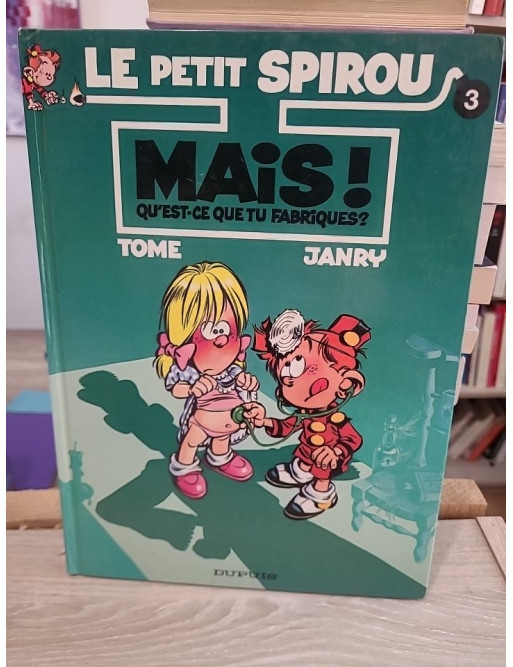 LE PETIT SPIROU
3
MAiS !
QU'EST-CE QUE TU FABRiQUES?
TOME JANRY
DUPUIS